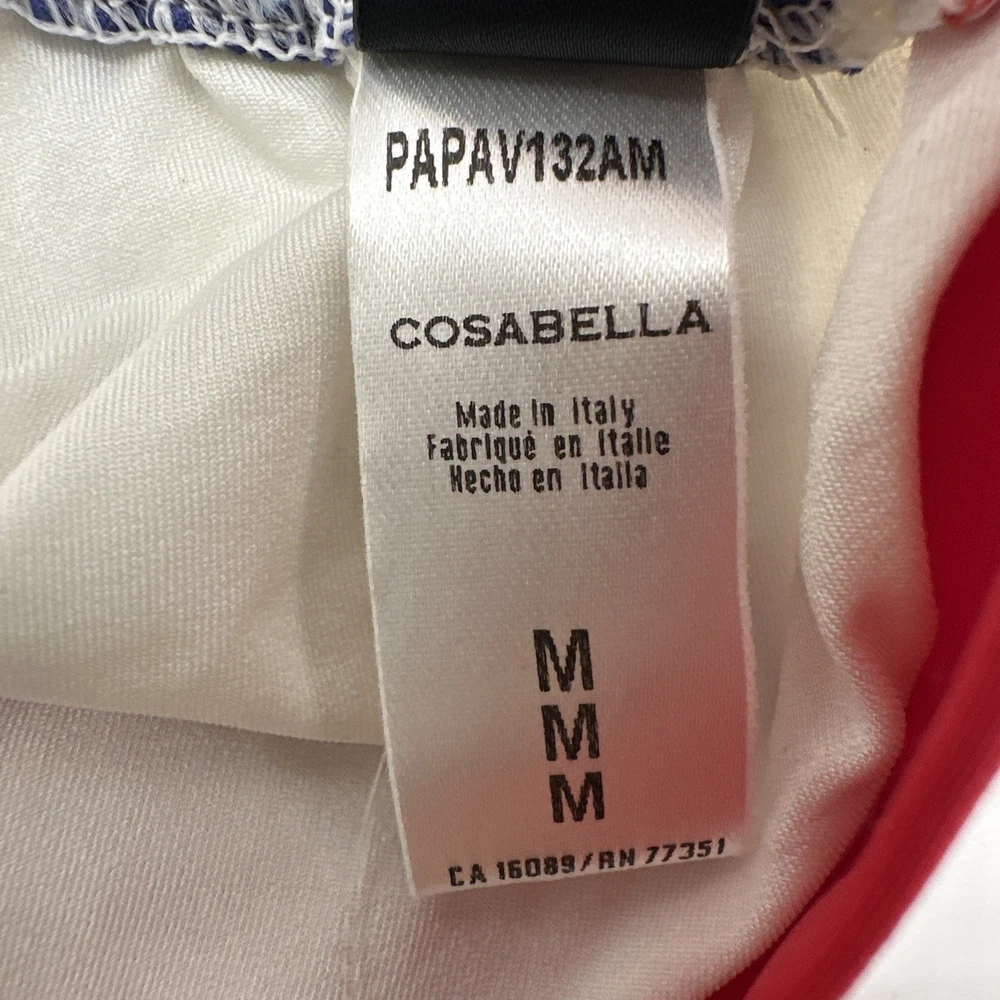 PAPAV132AM
COSABELLA
Made in Italy
Fabriqué en Italie
Hecho en Italia
M
M
M
CA 16089/RN 77351